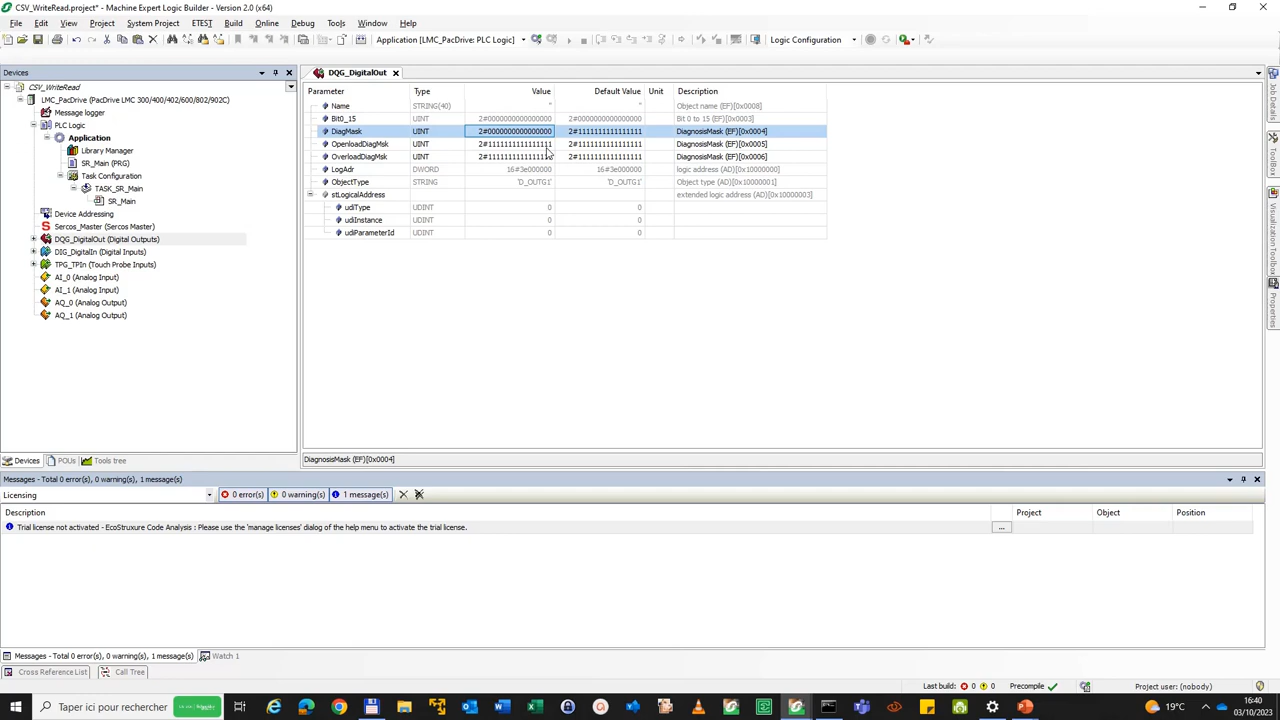 CSV_WriteRead.project* - Machine Expert Logic Builder - Version 2.0 (x64)
File Edit View Project System Project ETEST Build Online Debug Tools Window Help
Application [LMC_PacDrive: PLC Logic] Logic Configuration
Devices
CSV_WriteRead
LMC_PacDrive (PacDrive LMC 300/400/402/600/802/902C)
Message logger
PLC Logic
Application
Library Manager
SR_Main (PRG)
Task Configuration
TASK_SR_Main
SR_Main
Device Addressing
Sercos_Master (Sercos Master)
DQG_DigitalOut (Digital Outputs)
DIG_DigitalIn (Digital Inputs)
TPG_TPIn (Touch Probe Inputs)
AI_0 (Analog Input)
AI_1 (Analog Input)
AQ_0 (Analog Output)
AQ_1 (Analog Output)
Devices POUs Tools tree
DQG_DigitalOut
Parameter Type Value Default Value Unit Description
Name STRING(40) '' '' Object name (EF)[0x0008]
Bit0_15 UINT 2#0000000000000000 2#0000000000000000 Bit 0 to 15 (EF)[0x0003]
DiagMask UINT 2#0000000000000000 2#1111111111111111 DiagnosisMask (EF)[0x0004]
OpenloadDiagMsk UINT 2#1111111111111111 2#1111111111111111 DiagnosisMask (EF)[0x0005]
OverloadDiagMsk UINT 2#1111111111111111 2#1111111111111111 DiagnosisMask (EF)[0x0006]
LogAdr DWORD 16#3e000000 16#3e000000 logic address (AD)[0x10000000]
ObjectType STRING 'D_OUTG1' 'D_OUTG1' Object type (AD)[0x10000001]
stLogicalAddress extended logic address (AD)[0x10000003]
udiType UDINT 0 0
udiInstance UDINT 0 0
udiParameterId UDINT 0 0
DiagnosisMask (EF)[0x0004]
Job Details
ToolBox
Visualization Toolbox
Properties
Messages - Total 0 error(s), 0 warning(s), 1 message(s)
Licensing 0 error(s) 0 warning(s) 1 message(s)
Description Project Object Position
Trial license not activated - EcoStruxure Code Analysis : Please use the 'manage licenses' dialog of the help menu to activate the trial license. ...
Messages - Total 0 error(s), 0 warning(s), 1 message(s) Watch 1
Cross Reference List Call Tree
Last build: 0 0 Precompile Project user: (nobody)
Taper ici pour rechercher
19°C
16:40
03/10/2023